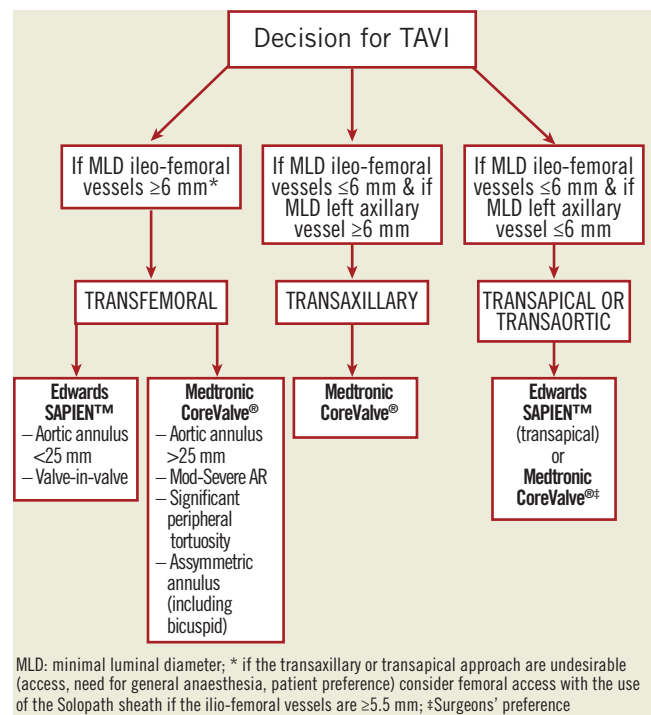 Decision for TAVI
If MLD ileo-femoral
vessels ≥6 mm*
If MLD ileo-femoral
vessels ≤6 mm & if
MLD left axillary
vessel ≥6 mm
If MLD ileo-femoral
vessels ≤6 mm & if
MLD left axillary
vessel ≤6 mm
TRANSFEMORAL
TRANSAXILLARY
TRANSAPICAL OR
TRANSAORTIC
Edwards
SAPIEN™
– Aortic annulus
<25 mm
– Valve-in-valve
Medtronic
CoreValve®
– Aortic annulus
>25 mm
– Mod-Severe AR
– Significant
peripheral
tortuosity
– Assymmetric
annulus
(including
bicuspid)
Medtronic
CoreValve®
Edwards
SAPIEN™
(transapical)
or
Medtronic
CoreValve®‡
MLD: minimal luminal diameter; * if the transaxillary or transapical approach are undesirable
(access, need for general anaesthesia, patient preference) consider femoral access with the use
of the Solopath sheath if the ilio-femoral vessels are ≥5.5 mm; ‡Surgeons' preference